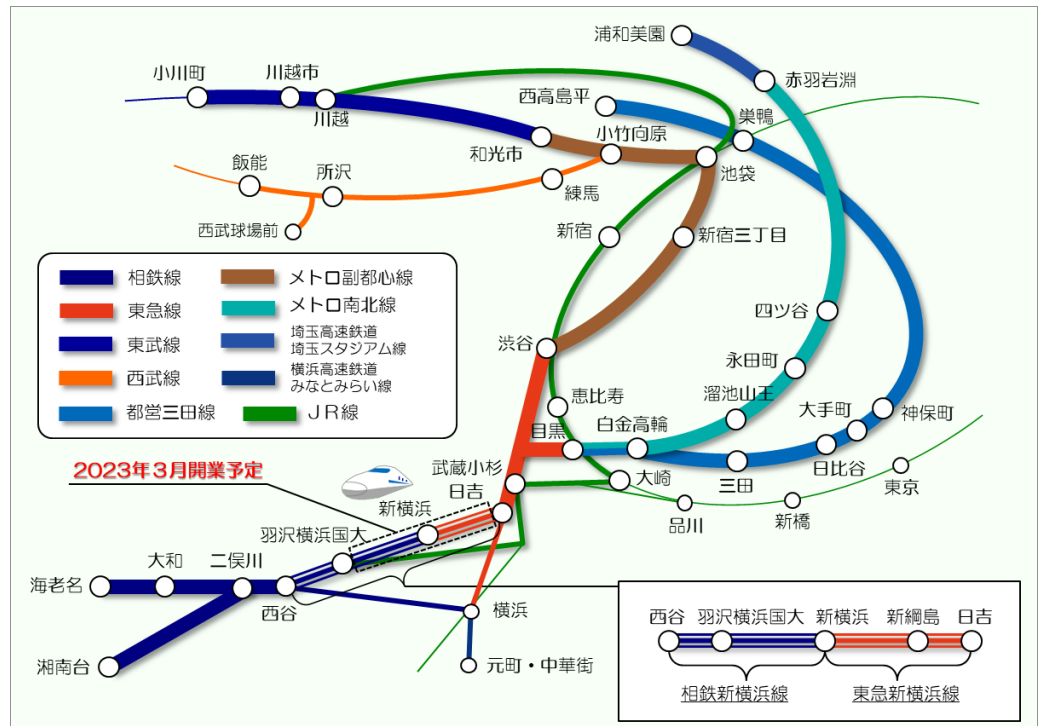 浦和美園
赤羽岩淵
小川町
川越市
川越
西高島平
巣鴨
小竹向原
和光市
池袋
飯能
所沢
練馬
西武球場前
新宿
新宿三丁目
相鉄線
メトロ副都心線
東急線
メトロ南北線
東武線
埼玉高速鉄道
埼玉スタジアム線
西武線
横浜高速鉄道
みなとみらい線
都営三田線
JR線
四ツ谷
渋谷
永田町
溜池山王
恵比寿
大手町
神保町
白金高輪
目黒
日比谷
三田
大崎
東京
品川
新橋
2023年3月開業予定
武蔵小杉
日吉
新横浜
羽沢横浜国大
大和
二俣川
海老名
西谷
横浜
湘南台
元町・中華街
西谷
羽沢横浜国大
新横浜
新綱島
日吉
相鉄新横浜線
東急新横浜線